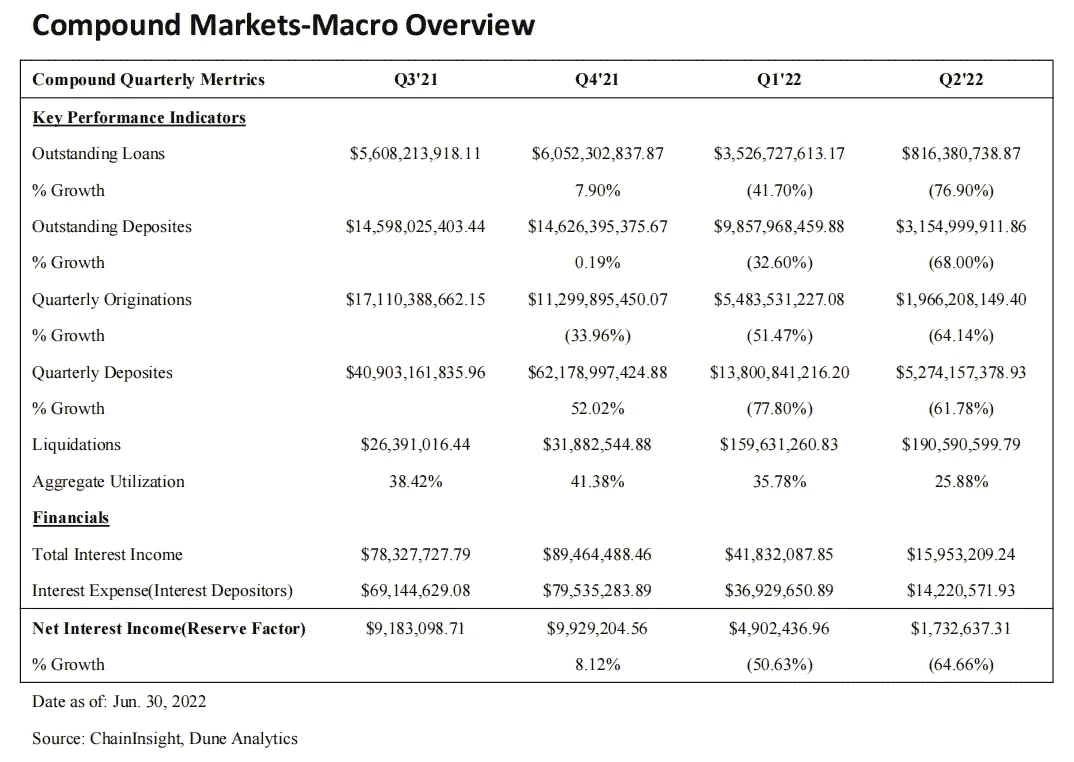 Compound Markets-Macro Overview
Compound Quarterly Mertrics Q3'21 Q4'21 Q1'22 Q2'22
Key Performance Indicators
Outstanding Loans $5,608,213,918.11 $6,052,302,837.87 $3,526,727,613.17 $816,380,738.87
% Growth 7.90% (41.70%) (76.90%)
Outstanding Deposites $14,598,025,403.44 $14,626,395,375.67 $9,857,968,459.88 $3,154,999,911.86
% Growth 0.19% (32.60%) (68.00%)
Quarterly Originations $17,110,388,662.15 $11,299,895,450.07 $5,483,531,227.08 $1,966,208,149.40
% Growth (33.96%) (51.47%) (64.14%)
Quarterly Deposites $40,903,161,835.96 $62,178,997,424.88 $13,800,841,216.20 $5,274,157,378.93
% Growth 52.02% (77.80%) (61.78%)
Liquidations $26,391,016.44 $31,882,544.88 $159,631,260.83 $190,590,599.79
Aggregate Utilization 38.42% 41.38% 35.78% 25.88%
Financials
Total Interest Income $78,327,727.79 $89,464,488.46 $41,832,087.85 $15,953,209.24
Interest Expense(Interest Depositors) $69,144,629.08 $79,535,283.89 $36,929,650.89 $14,220,571.93
Net Interest Income(Reserve Factor) $9,183,098.71 $9,929,204.56 $4,902,436.96 $1,732,637.31
% Growth 8.12% (50.63%) (64.66%)
Date as of: Jun. 30, 2022
Source: ChainInsight, Dune Analytics